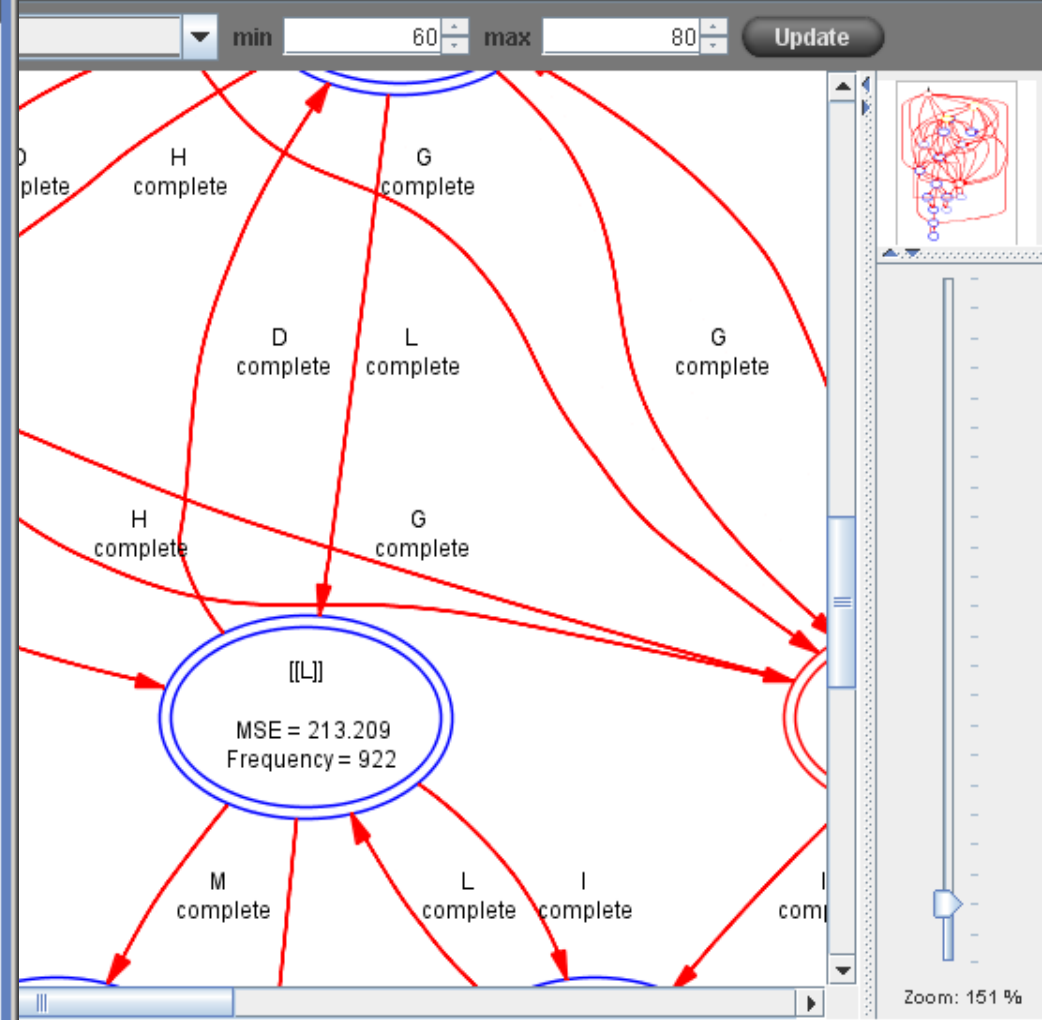 min 60 max 80 Update
H
complete
G
complete
D
complete
L
complete
G
complete
H
complete
G
complete
[[L]]
MSE = 213.209
Frequency = 922
M
complete
L
complete
I
complete
Zoom: 151 %